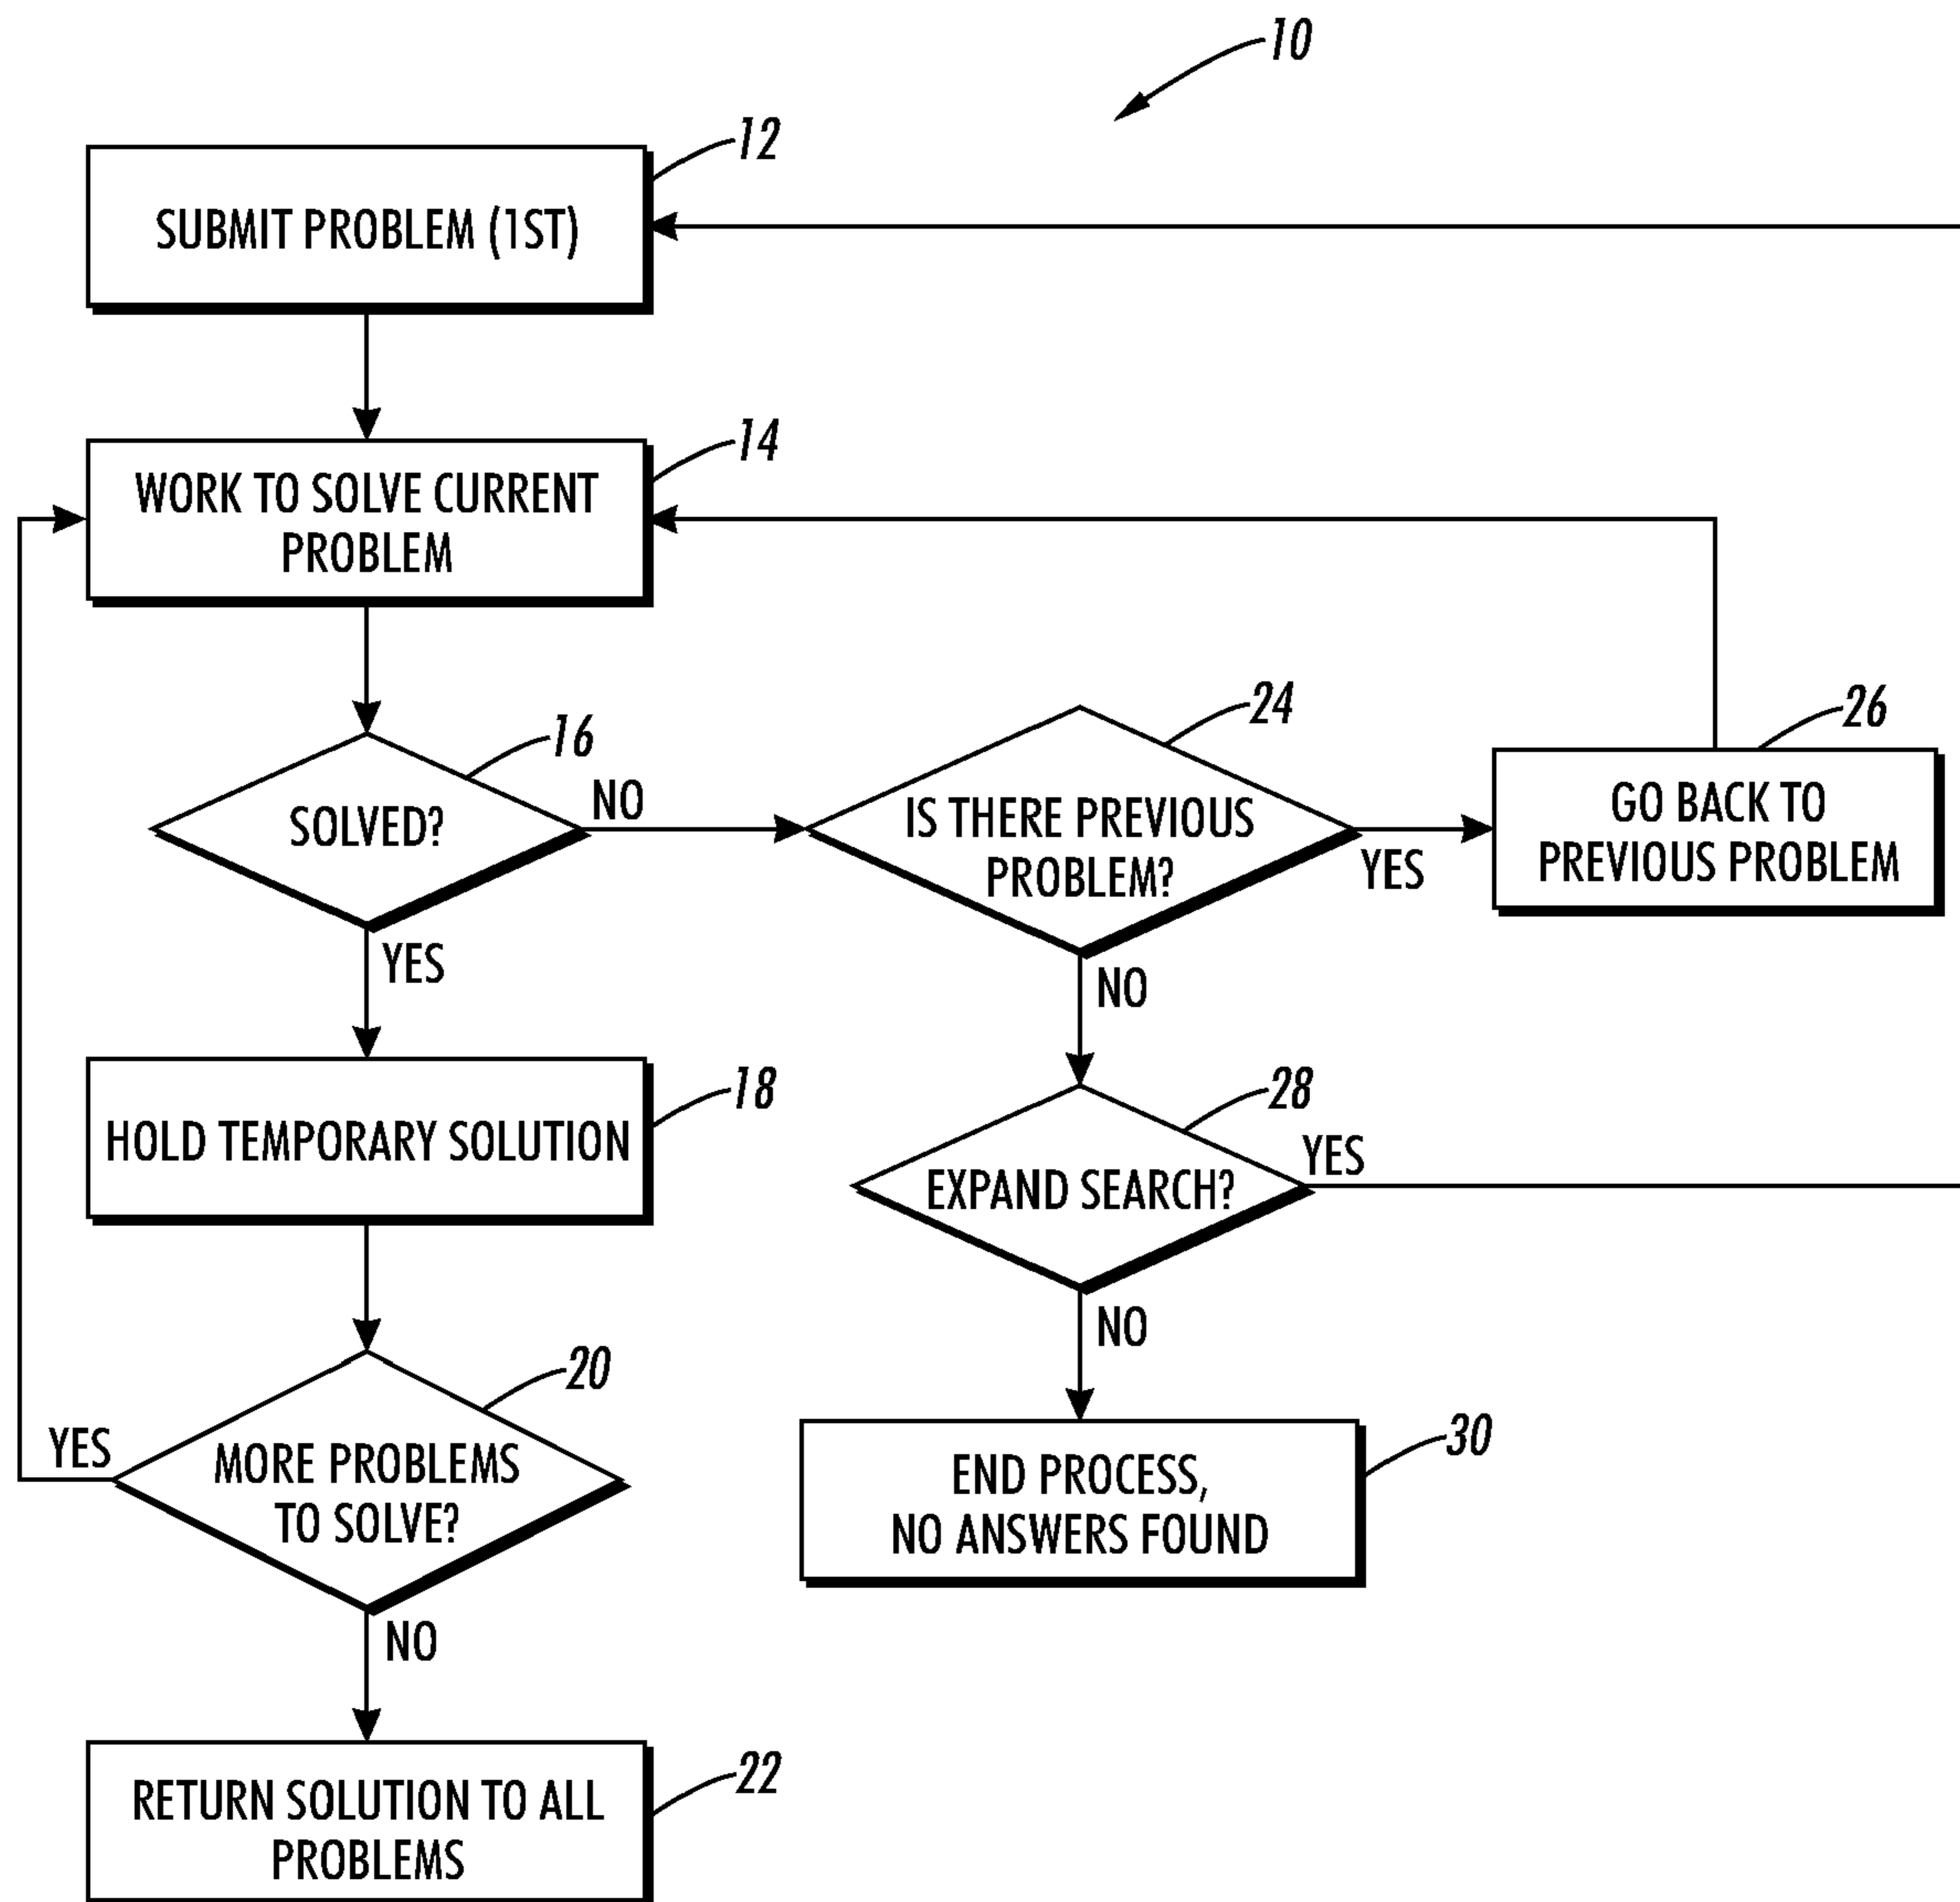 10
12
SUBMIT PROBLEM (1ST)
14
WORK TO SOLVE CURRENT
PROBLEM
16
SOLVED?
NO
24
IS THERE PREVIOUS
PROBLEM?
YES
26
GO BACK TO
PREVIOUS PROBLEM
YES
NO
18
HOLD TEMPORARY SOLUTION
28
EXPAND SEARCH?
YES
NO
20
MORE PROBLEMS
TO SOLVE?
YES
NO
30
END PROCESS,
NO ANSWERS FOUND
22
RETURN SOLUTION TO ALL
PROBLEMS